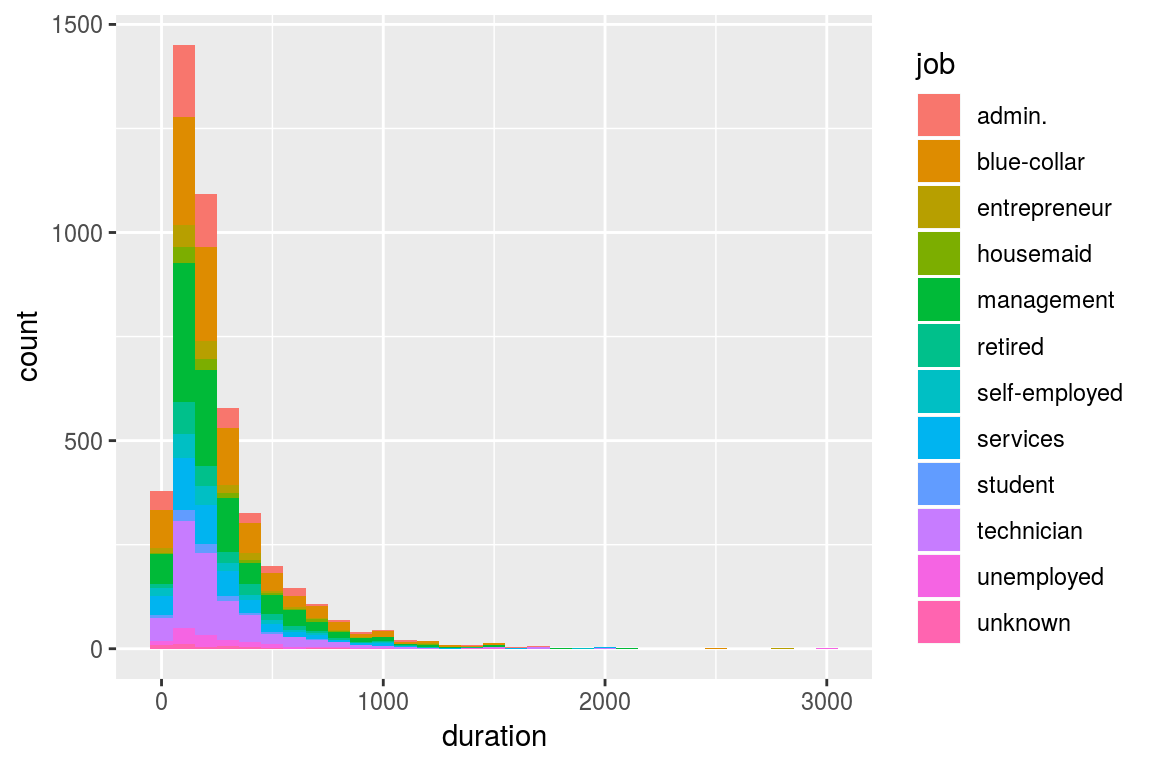 1500
1000
500
0
count
0
1000
2000
3000
duration
job
admin.
blue-collar
entrepreneur
housemaid
management
retired
self-employed
services
student
technician
unemployed
unknown